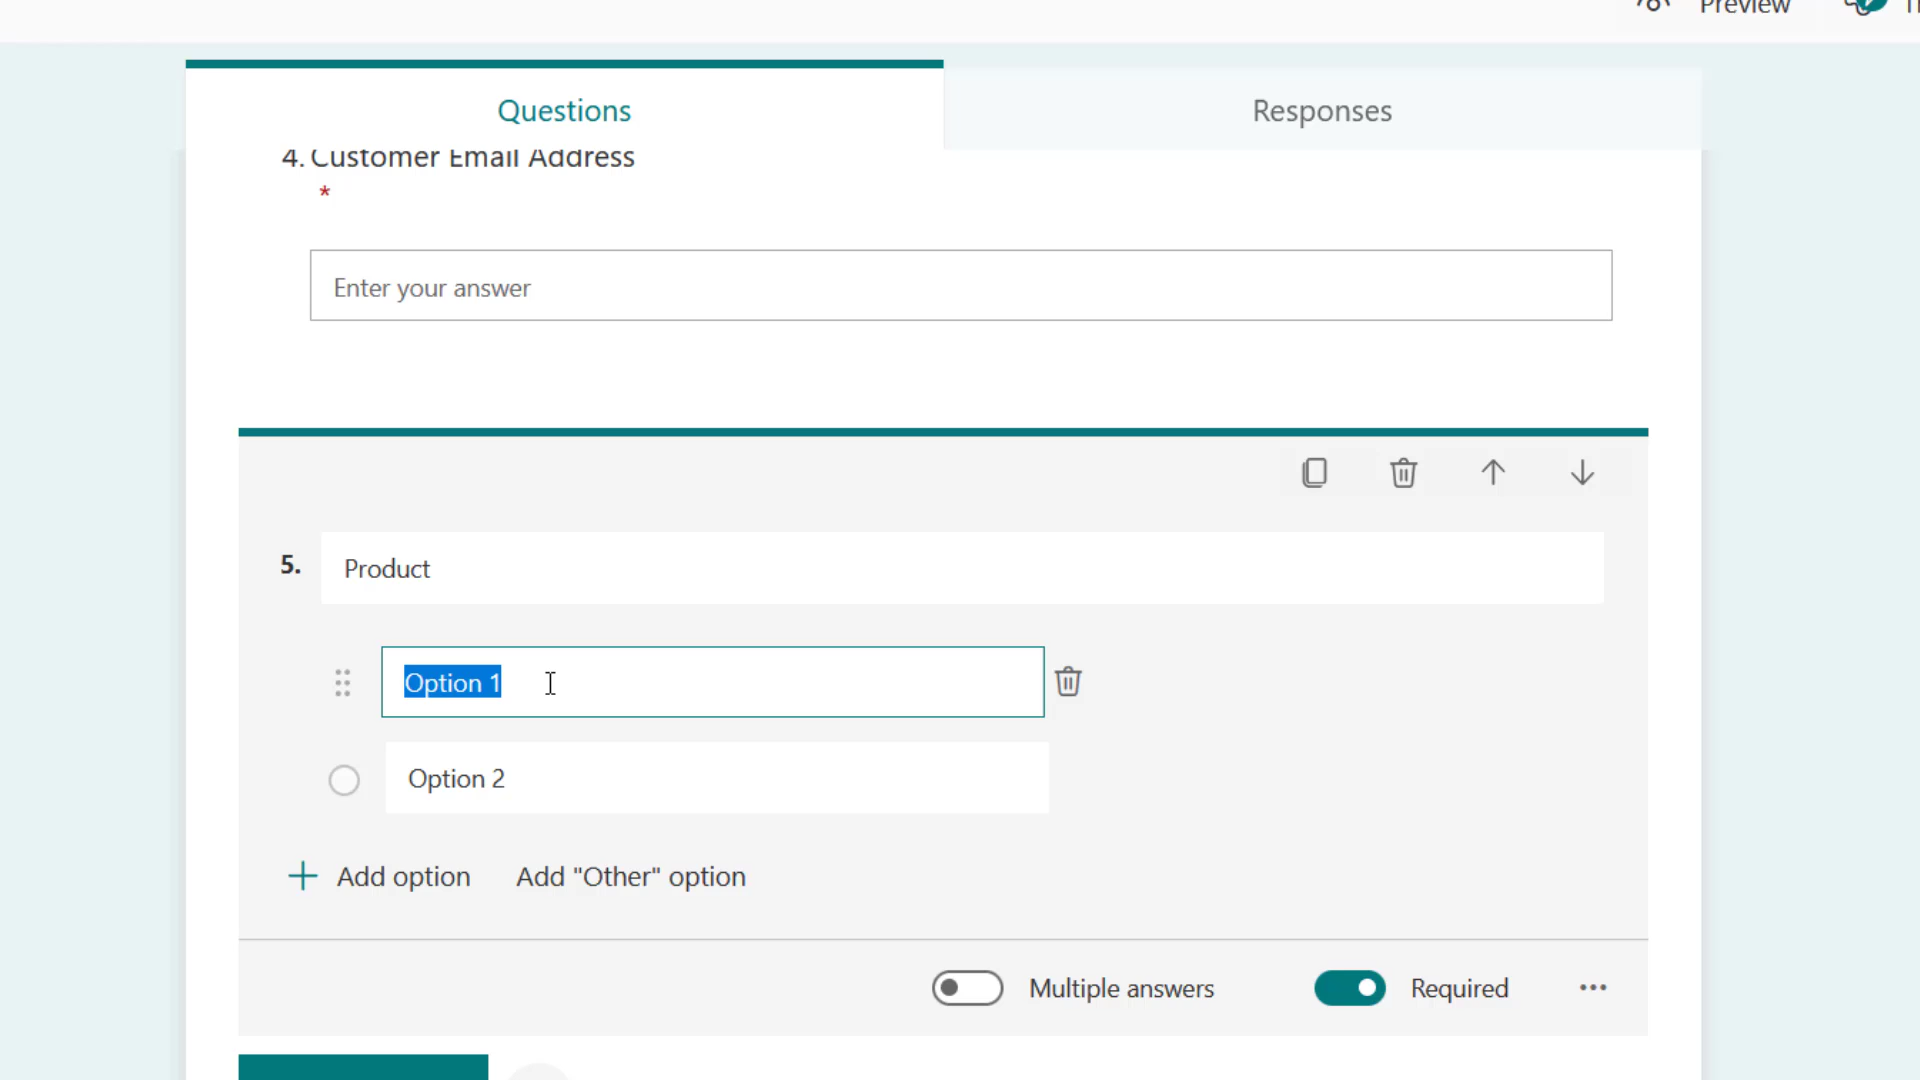 Preview
Questions
Responses
4. Customer Email Address
*
Enter your answer
5.
Product
Option 1
Option 2
Add option
Add "Other" option
Multiple answers
Required